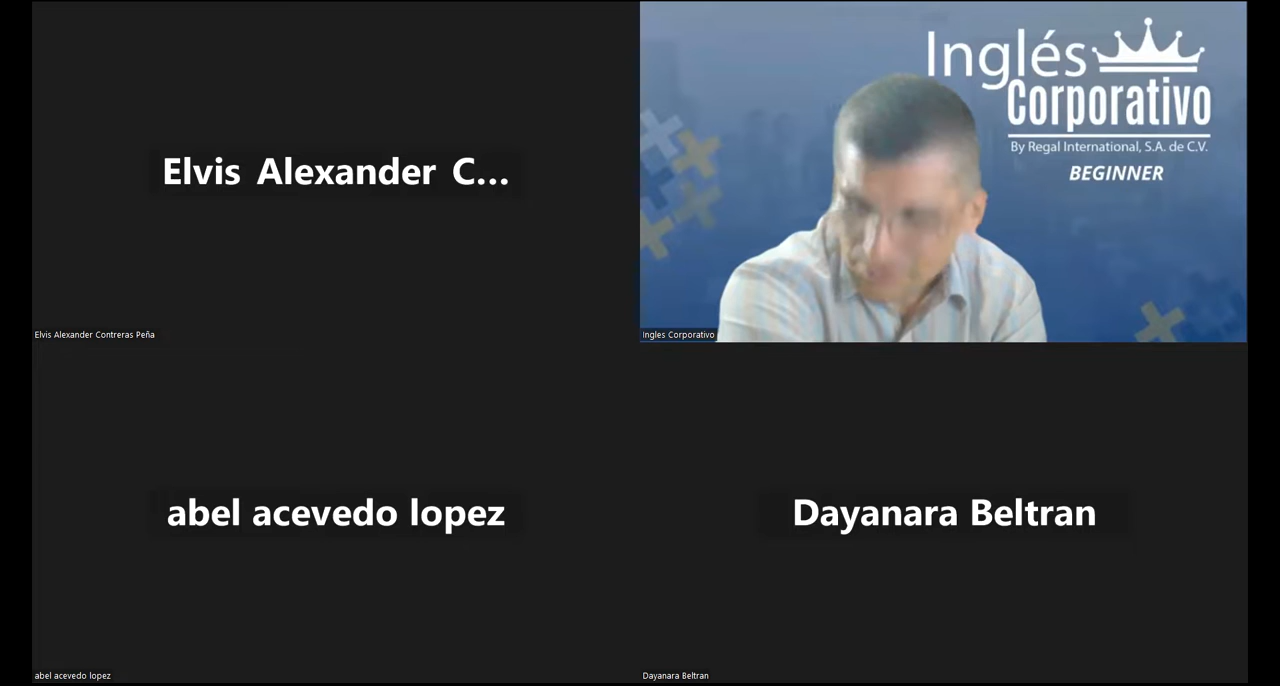 Elvis Alexander C...
Elvis Alexander Contreras Peña
Inglés
Corporativo
By Regal International, S.A. de C.V.
BEGINNER
Ingles Corporativo
abel acevedo lopez
abel acevedo lopez
Dayanara Beltran
Dayanara Beltran